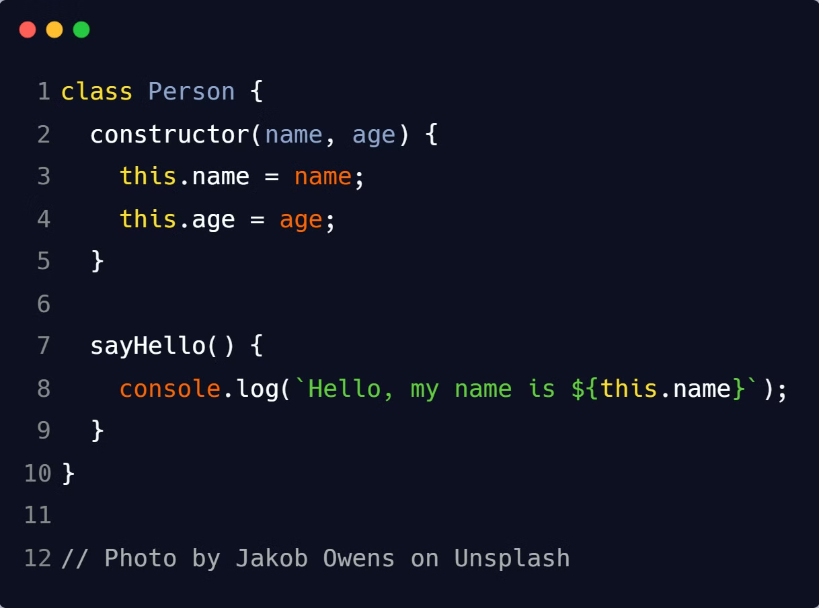 1 class Person {
2   constructor(name, age) {
3     this.name = name;
4     this.age = age;
5   }
6
7   sayHello() {
8     console.log(`Hello, my name is ${this.name}`);
9   }
10 }
11
12 // Photo by Jakob Owens on Unsplash